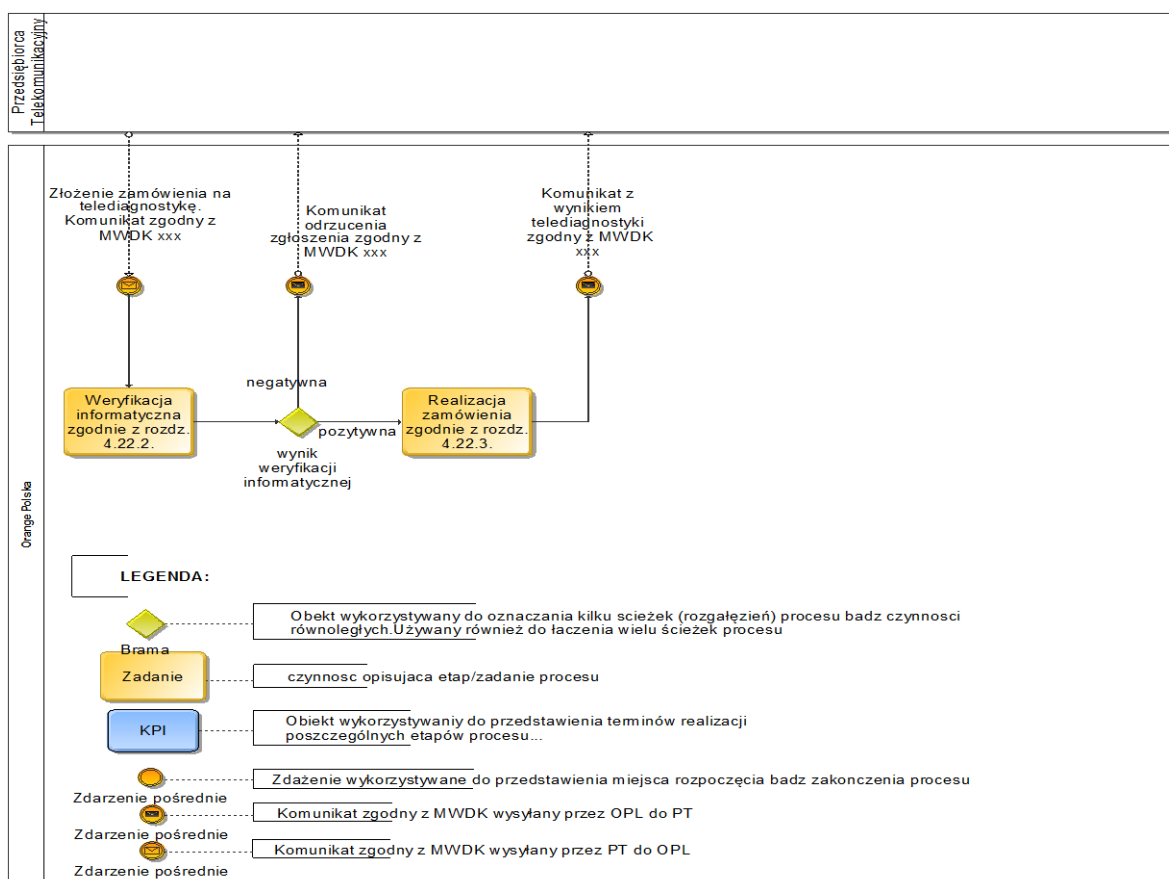 Przedsiębiorca
Telekomunikacyjny
Złożenie zamówienia na
telediagnostykę.
Komunikat zgodny z
MWDK xxx
Komunikat
odrzucenia
zgłoszenia zgodny z
MWDK xxx
Komunikat z
wynikiem
telediagnostyki
zgodny z MWDK
xxx
negatywna
Weryfikacja
informatyczna
zgodnie z rozdz.
4.22.2.
pozytywna
Realizacja
zamówienia
zgodnie z rozdz.
4.22.3.
wynik
weryfikacji
informatycznej
Orange Polska
LEGENDA:
Brama
Obekt wykorzystywany do oznaczania kilku scieżek (rozgałęzień) procesu badz czynnosci
równoległych.Używany również do łaczenia wielu ścieżek procesu
Zadanie
czynnosc opisujaca etap/zadanie procesu
KPI
Obiekt wykorzystywaniy do przedstawienia terminów realizacji
poszczególnych etapów procesu...
Zdarzenie pośrednie
Zdażenie wykorzystywane do przedstawienia miejsca rozpoczęcia badz zakonczenia procesu
Zdarzenie pośrednie
Komunikat zgodny z MWDK wysyłany przez OPL do PT
Zdarzenie pośrednie
Komunikat zgodny z MWDK wysyłany przez PT do OPL